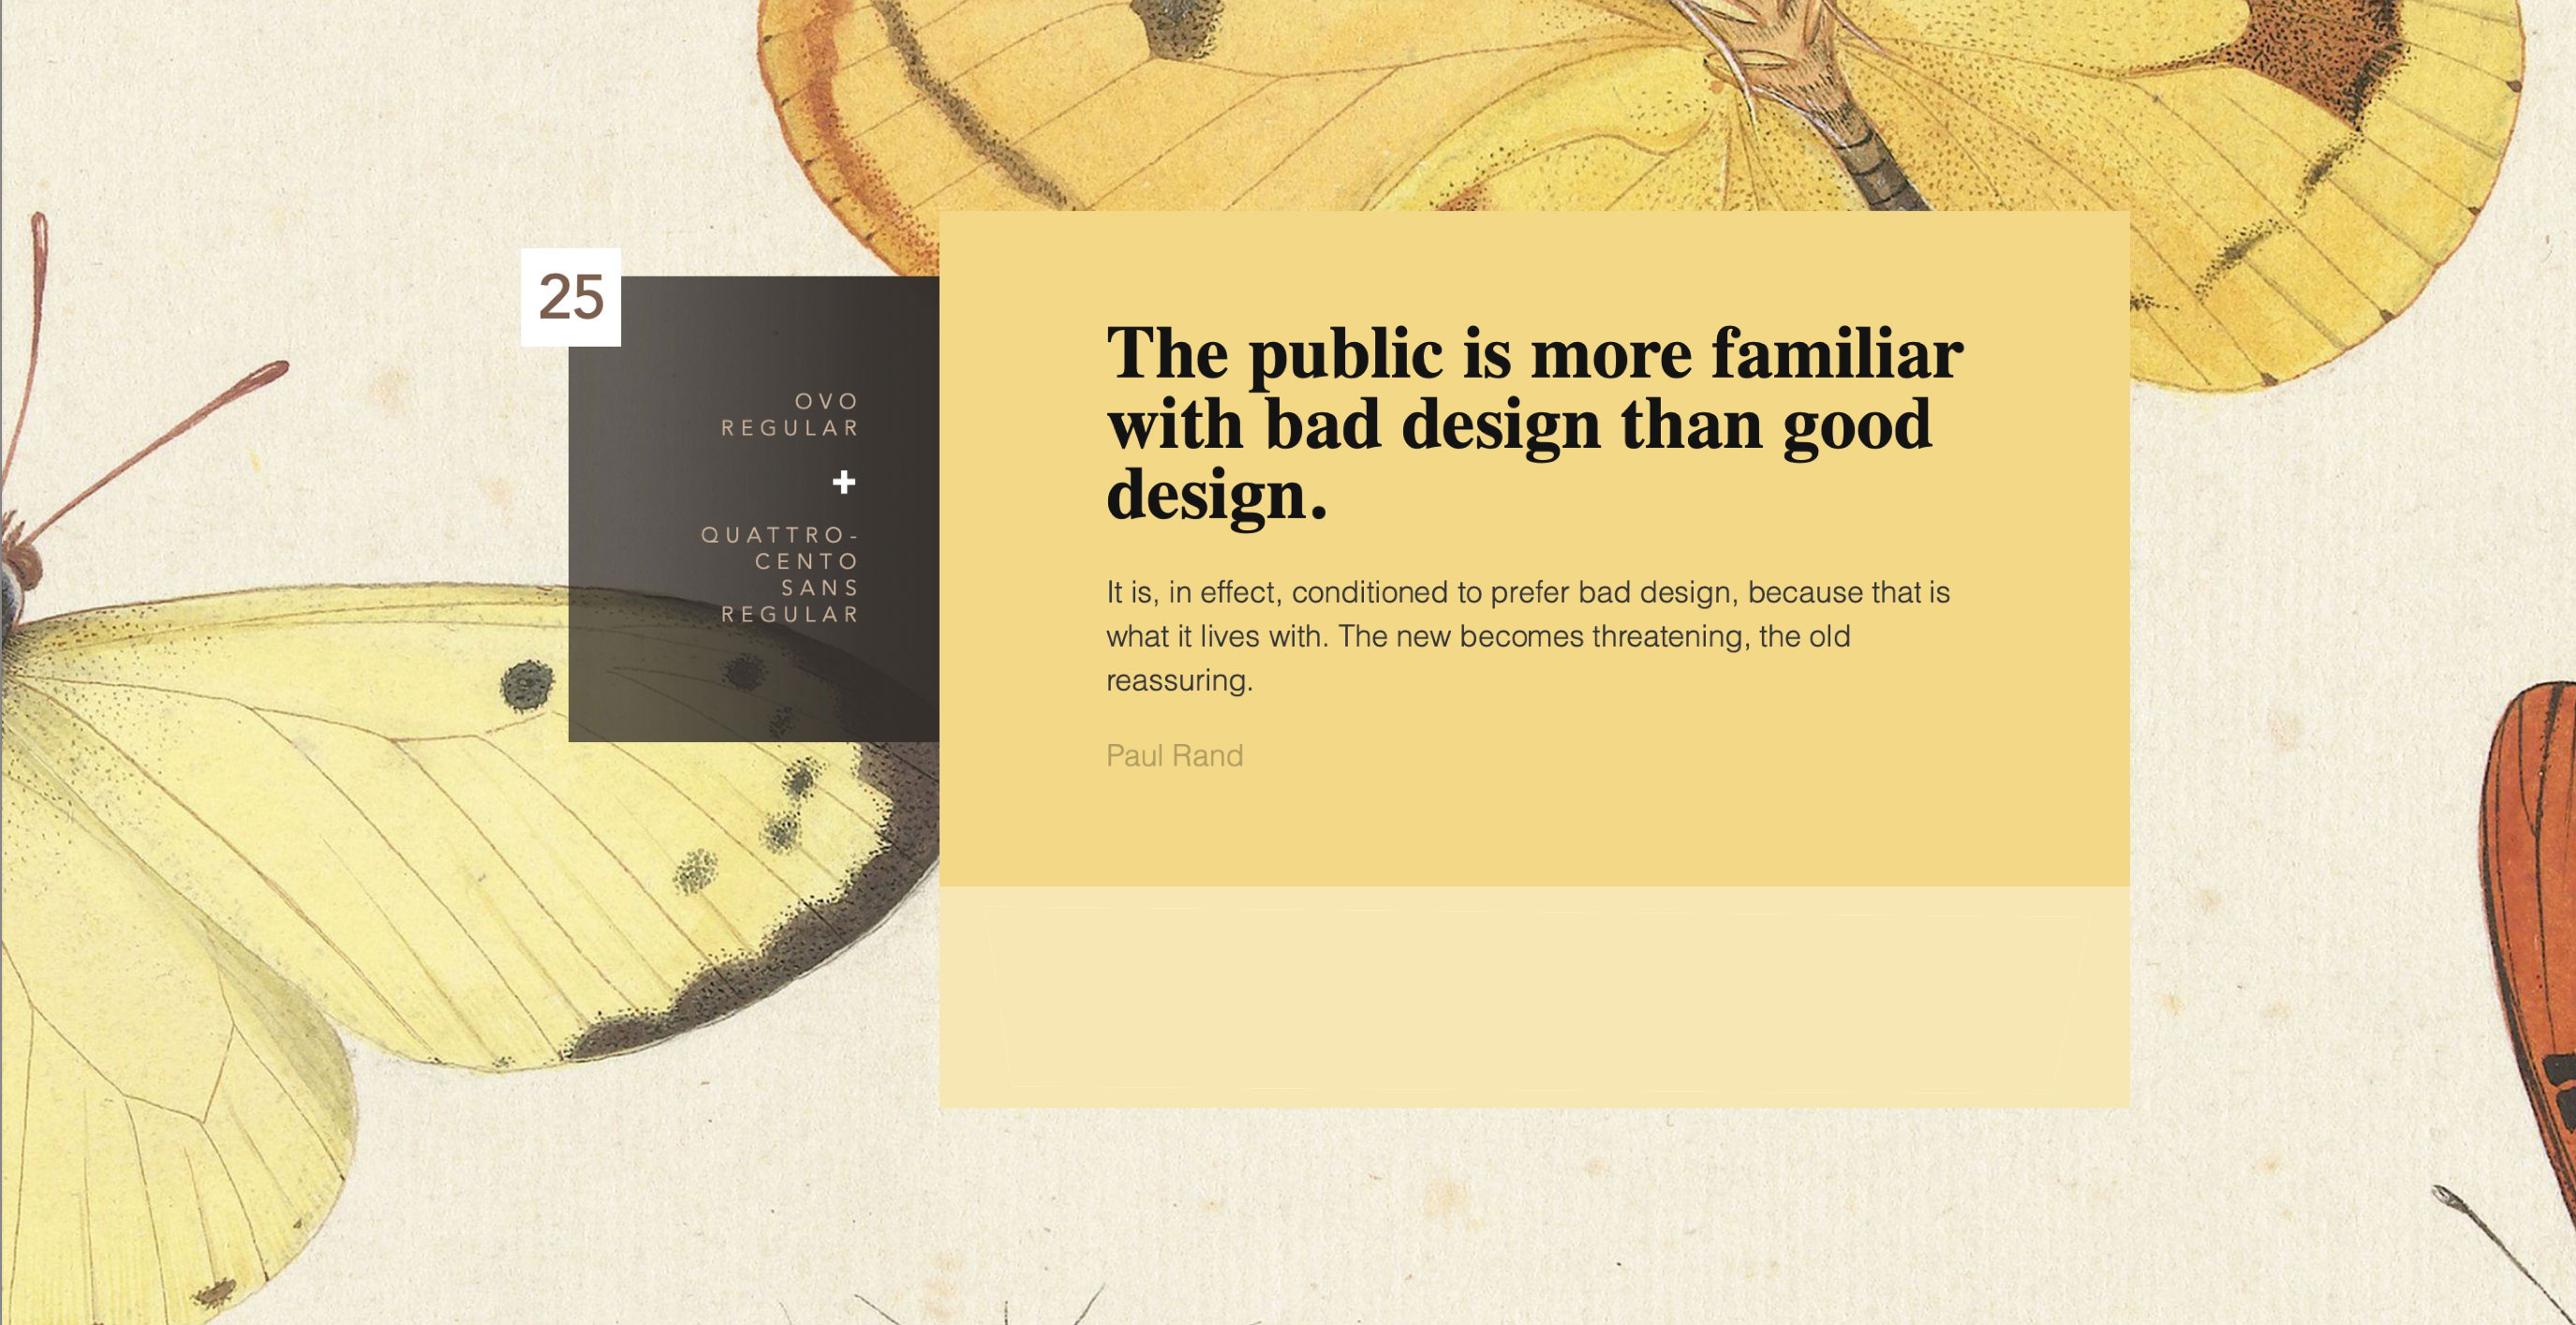 25
OVO
REGULAR
+
QUATTRO-
CENTO
SANS
REGULAR
The public is more familiar
with bad design than good
design.
It is, in effect, conditioned to prefer bad design, because that is
what it lives with. The new becomes threatening, the old
reassuring.
Paul Rand